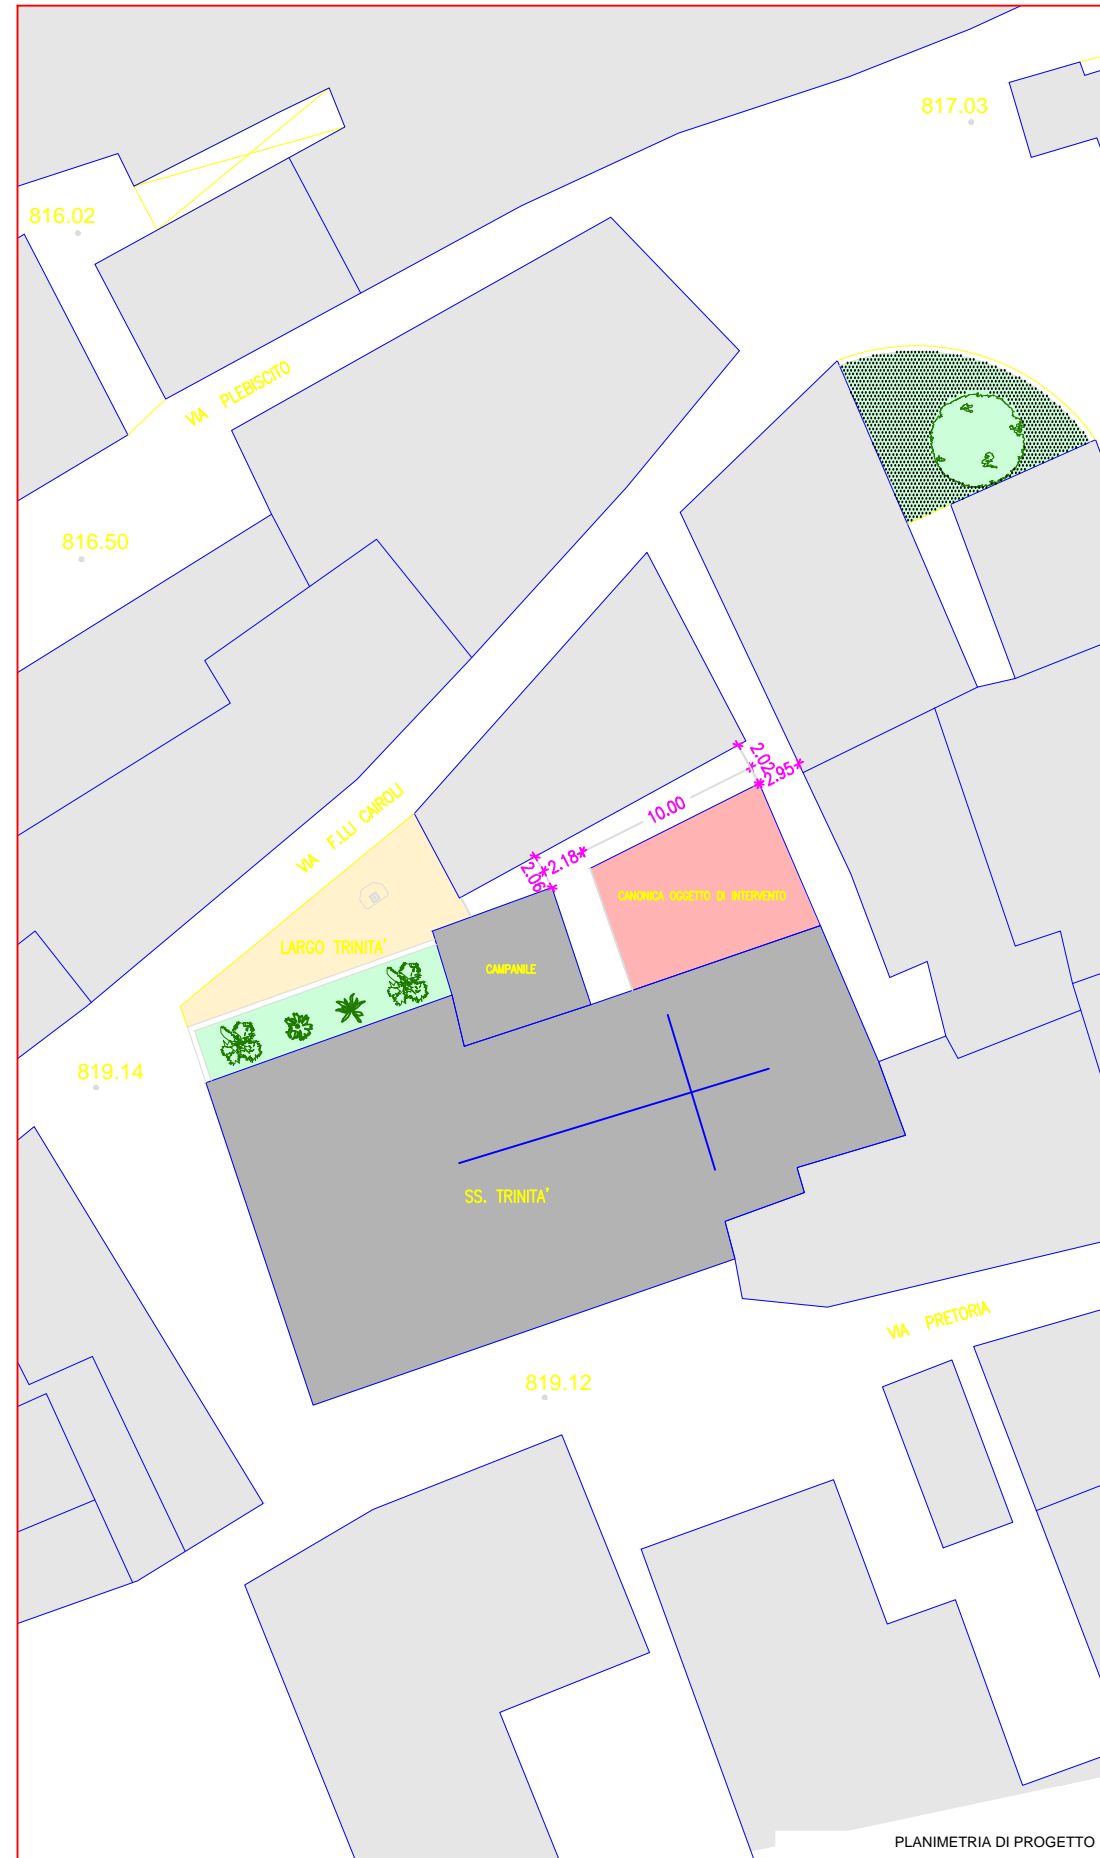 817.03
816.02
VIA PLEBISCITO
816.50
2.02
2.95
10.00
2.18
2.06
VIA F.LLI CAIROLI
CANONICA OGGETTO DI INTERVENTO
LARGO TRINITA'
CAMPANILE
819.14
SS. TRINITA'
VIA PRETORIA
819.12
PLANIMETRIA DI PROGETTO